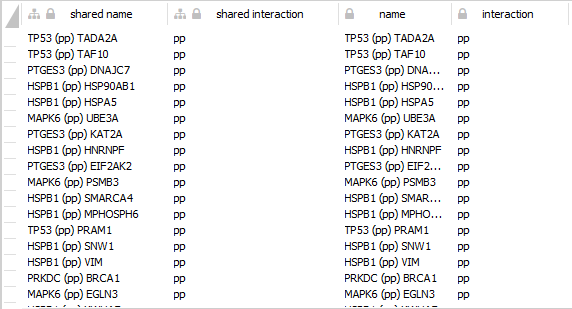 shared name shared interaction name interaction
TP53 (pp) TADA2A pp TP53 (pp) TADA2A pp
TP53 (pp) TAF10 pp TP53 (pp) TAF10 pp
PTGES3 (pp) DNAJC7 pp PTGES3 (pp) DNA... pp
HSPB1 (pp) HSP90AB1 pp HSPB1 (pp) HSP90... pp
HSPB1 (pp) HSPA5 pp HSPB1 (pp) HSPA5 pp
MAPK6 (pp) UBE3A pp MAPK6 (pp) UBE3A pp
PTGES3 (pp) KAT2A pp PTGES3 (pp) KAT2A pp
HSPB1 (pp) HNRNPF pp HSPB1 (pp) HNRNPF pp
PTGES3 (pp) EIF2AK2 pp PTGES3 (pp) EIF2... pp
MAPK6 (pp) PSMB3 pp MAPK6 (pp) PSMB3 pp
HSPB1 (pp) SMARCA4 pp HSPB1 (pp) SMAR... pp
HSPB1 (pp) MPHOSPH6 pp HSPB1 (pp) MPHO... pp
TP53 (pp) PRAM1 pp TP53 (pp) PRAM1 pp
HSPB1 (pp) SNW1 pp HSPB1 (pp) SNW1 pp
HSPB1 (pp) VIM pp HSPB1 (pp) VIM pp
PRKDC (pp) BRCA1 pp PRKDC (pp) BRCA1 pp
MAPK6 (pp) EGLN3 pp MAPK6 (pp) EGLN3 pp